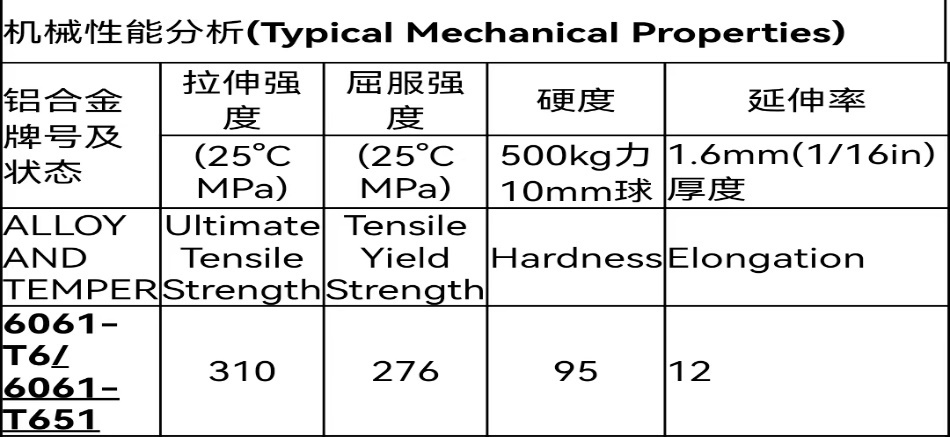 机械性能分析(Typical Mechanical Properties)
铝合金
牌号及
状态
拉伸强
度
屈服强
度
硬度
延伸率
(25°C
MPa)
(25°C
MPa)
500kg力
10mm球
1.6mm(1/16in)
厚度
ALLOY
AND
TEMPER
Ultimate
Tensile
Strength
Tensile
Yield
Strength
Hardness
Elongation
6061-
T6/
6061-
T651
310
276
95
12